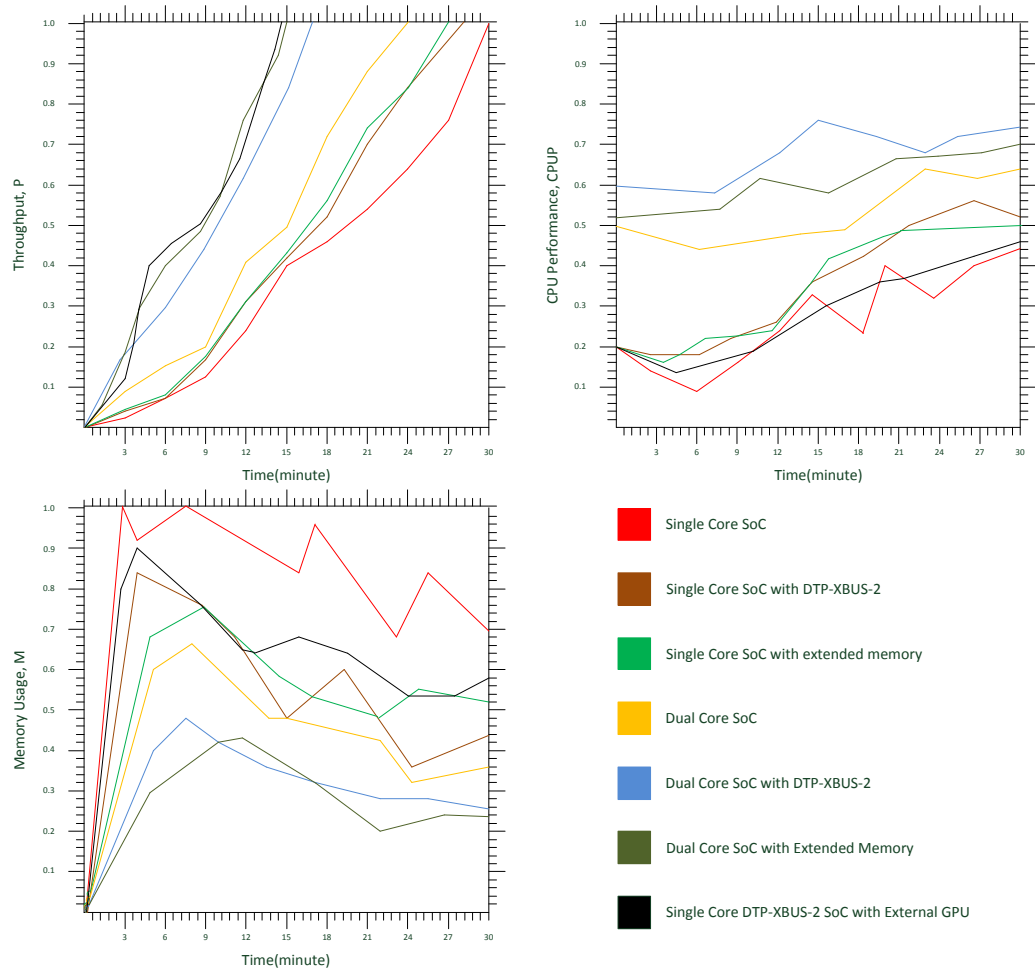 1.0
0.9
0.8
0.7
0.6
0.5
0.4
0.3
0.2
0.1
Throughput, P
3 6 9 12 15 18 21 24 27 30
Time(minute)
1.0
0.9
0.8
0.7
0.6
0.5
0.4
0.3
0.2
0.1
CPU Performance, CPUP
3 6 9 12 15 18 21 24 27 30
Time(minute)
1.0
0.9
0.8
0.7
0.6
0.5
0.4
0.3
0.2
0.1
Memory Usage, M
3 6 9 12 15 18 21 24 27 30
Time(minute)
Single Core SoC
Single Core SoC with DTP-XBUS-2
Single Core SoC with extended memory
Dual Core SoC
Dual Core SoC with DTP-XBUS-2
Dual Core SoC with Extended Memory
Single Core DTP-XBUS-2 SoC with External GPU